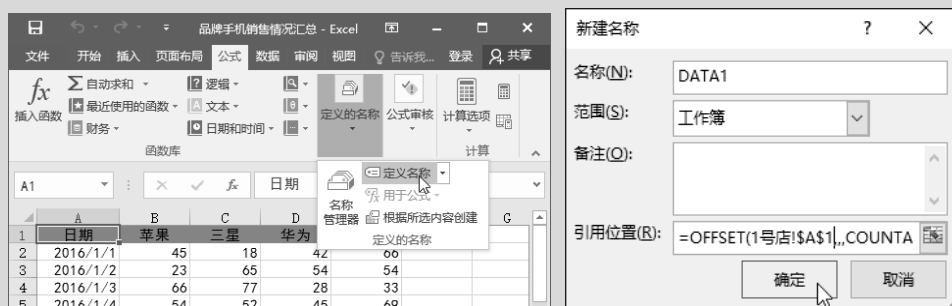 品牌手机销售情况汇总 - Excel
文件 开始 插入 页面布局 公式 数据 审阅 视图 告诉我... 登录 共享
fx 插入函数
Σ 自动求和
最近使用的函数
财务
逻辑
文本
日期和时间
函数库
定义的名称
公式审核
计算选项
计算
A1 fx 日期
名称管理器
定义名称
用于公式
根据所选内容创建
定义的名称
A B C D G
1 日期 苹果 三星 华为
2 2016/1/1 45 18 42 66
3 2016/1/2 23 65 54 54
4 2016/1/3 66 77 28 33
5 2016/1/4 54 52 45 69
新建名称 ? ×
名称(N): DATA1
范围(S): 工作簿
备注(O):
引用位置(R): =OFFSET(1号店!$A$1,,,COUNTA
确定 取消